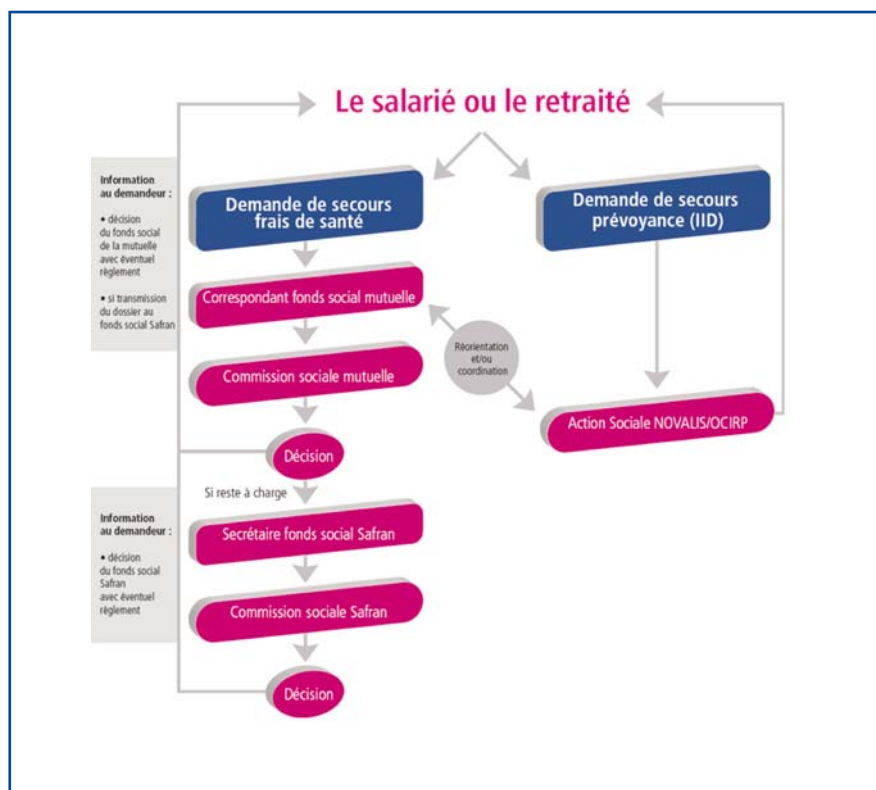 Le salarié ou le retraité
Information
au demandeur :
• décision
du fonds social
de la mutuelle
avec éventuel
règlement
• si transmission
du dossier au
fonds social Safran
Demande de secours
frais de santé
Demande de secours
prévoyance (IID)
Correspondant fonds social mutuelle
Réorientation
et/ou
coordination
Commission sociale mutuelle
Action Sociale NOVALIS/OCIRP
Décision
Si reste à charge
Information
au demandeur :
• décision
du fonds social
Safran
avec éventuel
règlement
Secrétaire fonds social Safran
Commission sociale Safran
Décision